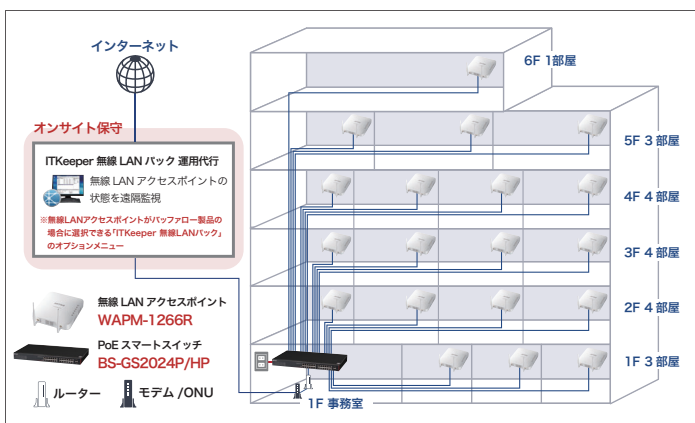 インターネット
オンサイト保守
ITKeeper 無線 LAN パック 運用代行
無線 LAN アクセスポイントの
状態を遠隔監視
※無線LANアクセスポイントがバッファロー製品の
場合に選択できる「ITKeeper 無線LANパック」
のオプションメニュー
無線 LAN アクセスポイント
WAPM-1266R
PoE スマートスイッチ
BS-GS2024P/HP
ルーター
モデム /ONU
6F 1部屋
5F 3 部屋
4F 4 部屋
3F 4 部屋
2F 4 部屋
1F 3 部屋
1F 事務室